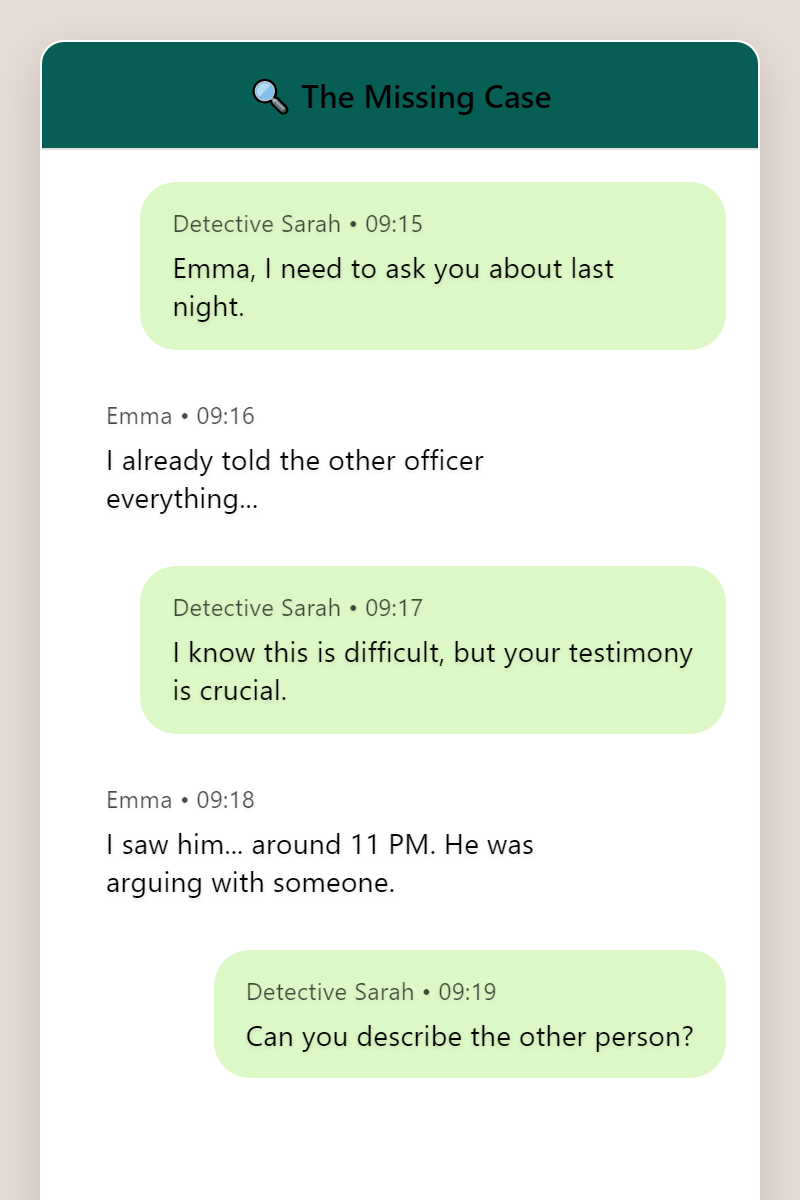 🔍 The Missing Case
Detective Sarah • 09:15
Emma, I need to ask you about last
night.
Emma • 09:16
I already told the other officer
everything...
Detective Sarah • 09:17
I know this is difficult, but your testimony
is crucial.
Emma • 09:18
I saw him... around 11 PM. He was
arguing with someone.
Detective Sarah • 09:19
Can you describe the other person?